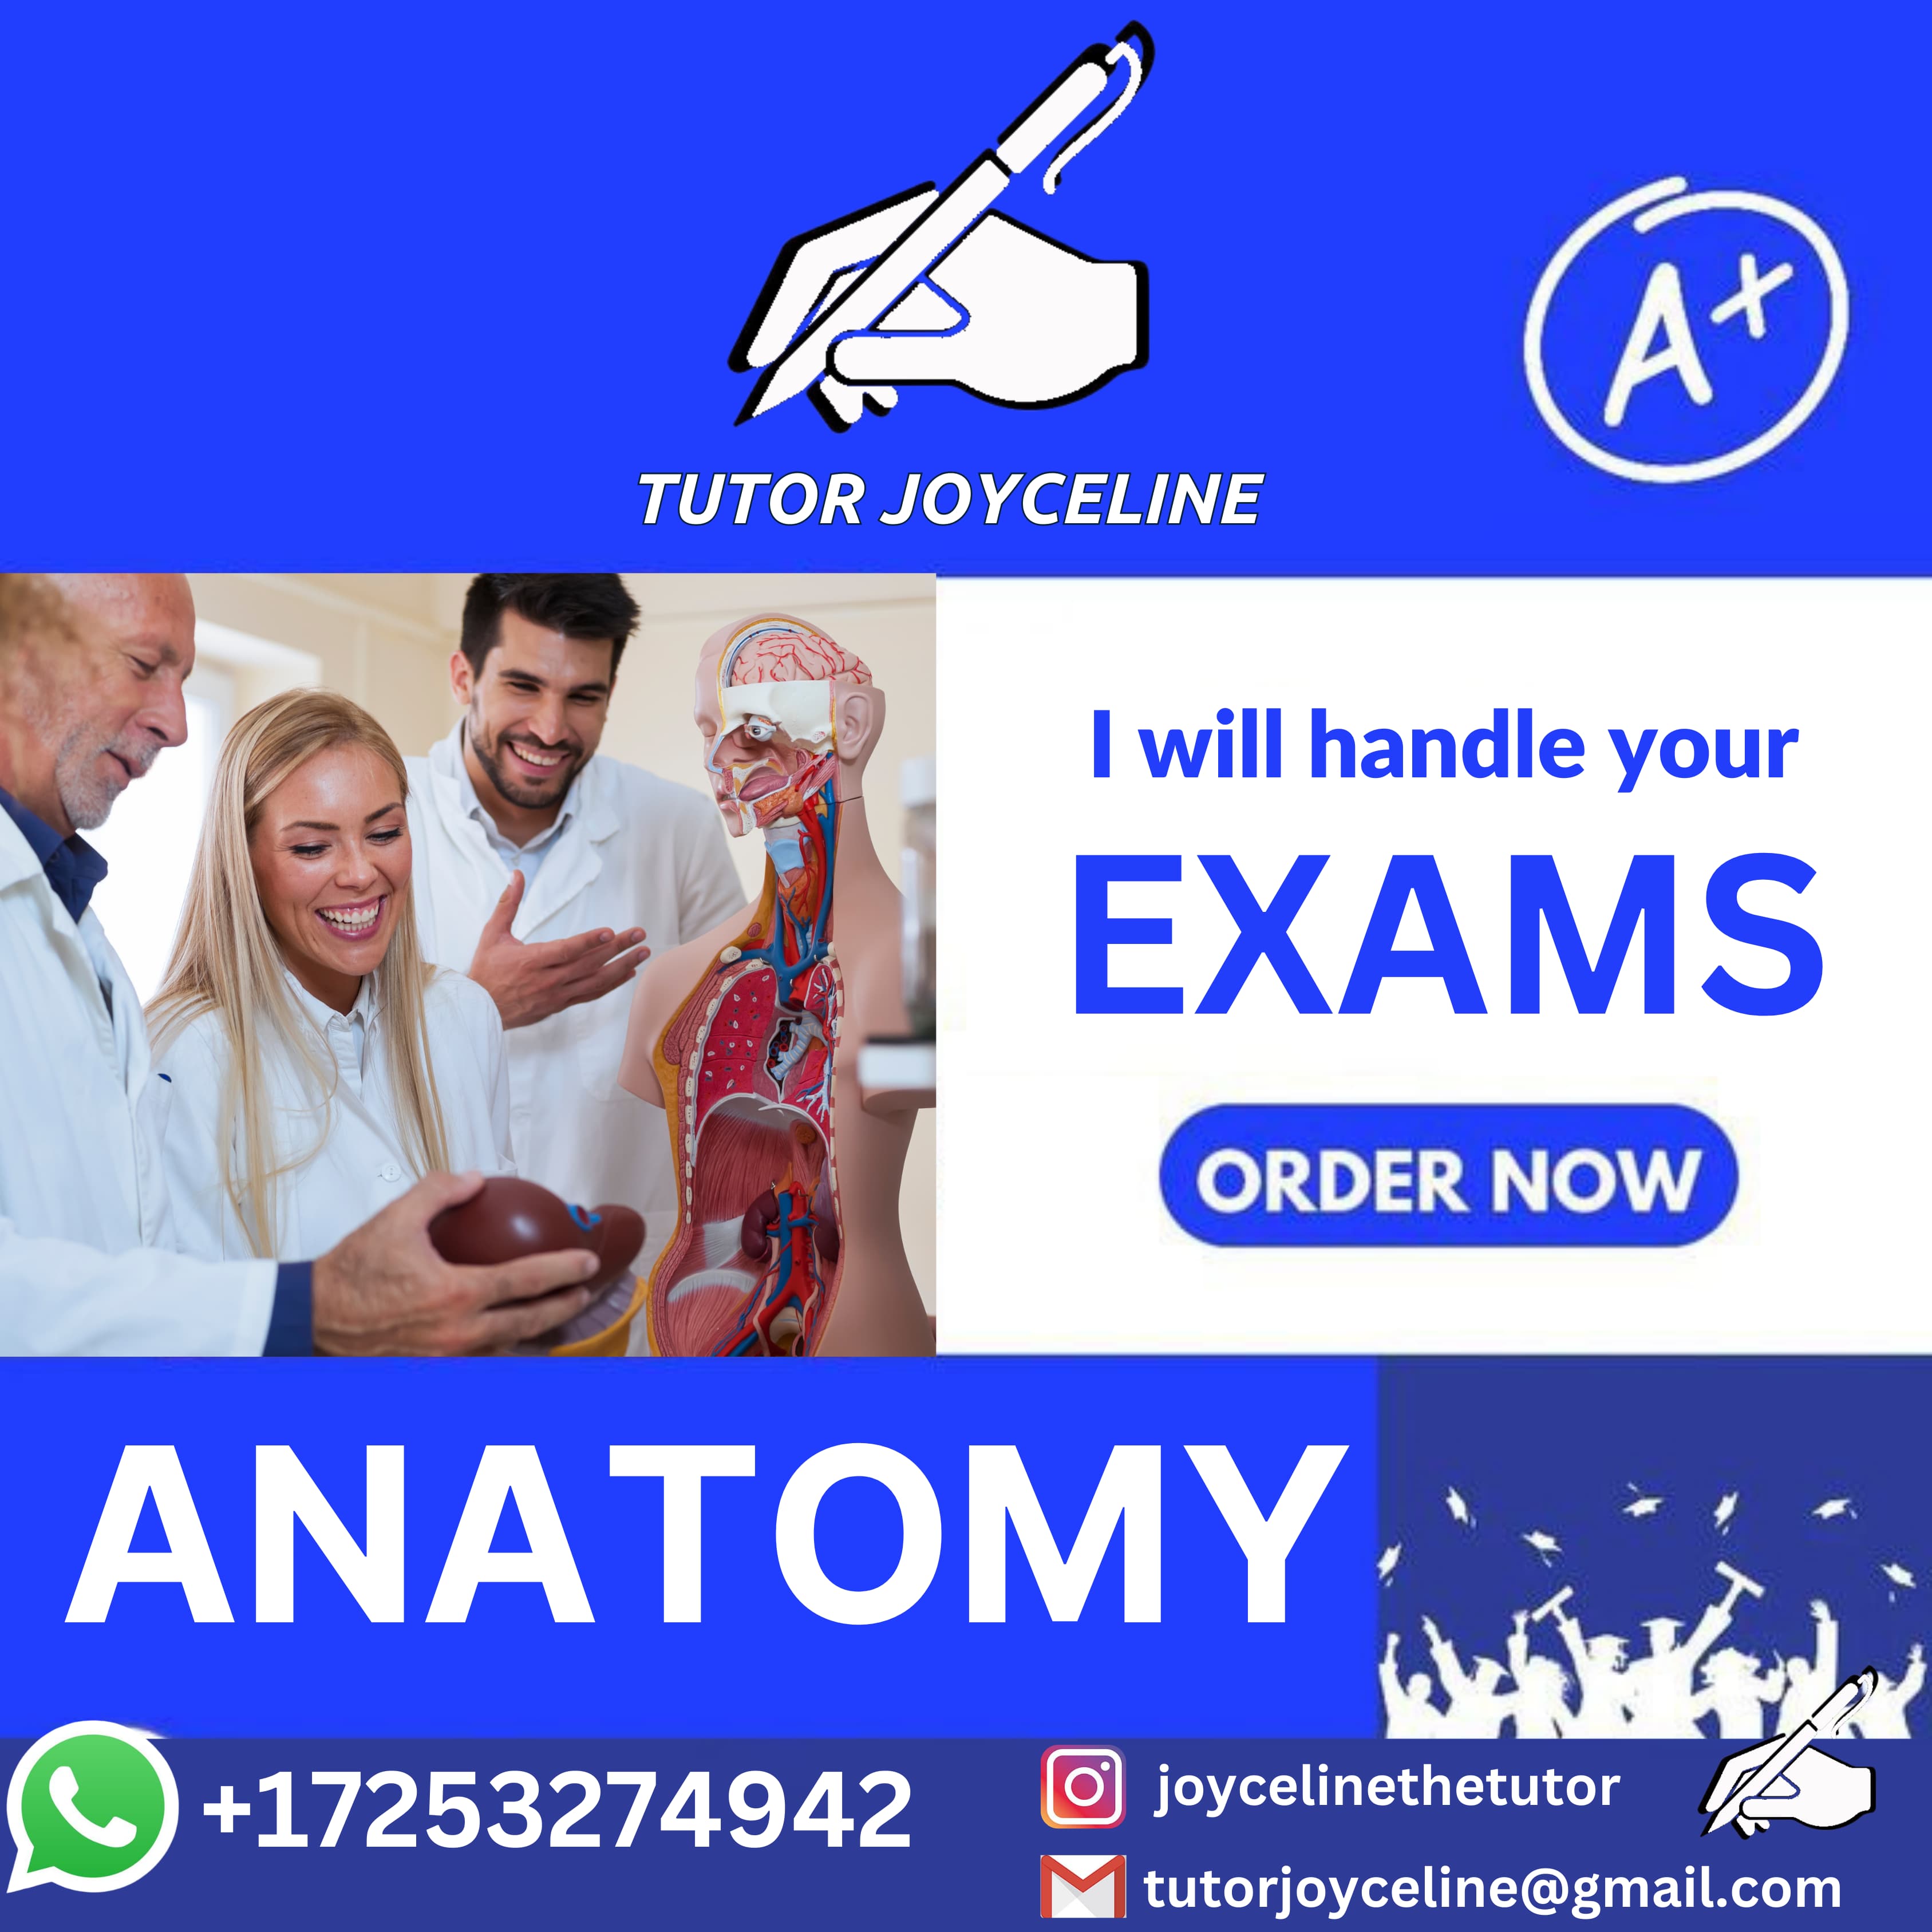 A+
TUTOR JOYCELINE
I will handle your
EXAMS
ORDER NOW
ANATOMY
+17253274942
joycelinethetutor
tutorjoyceline@gmail.com